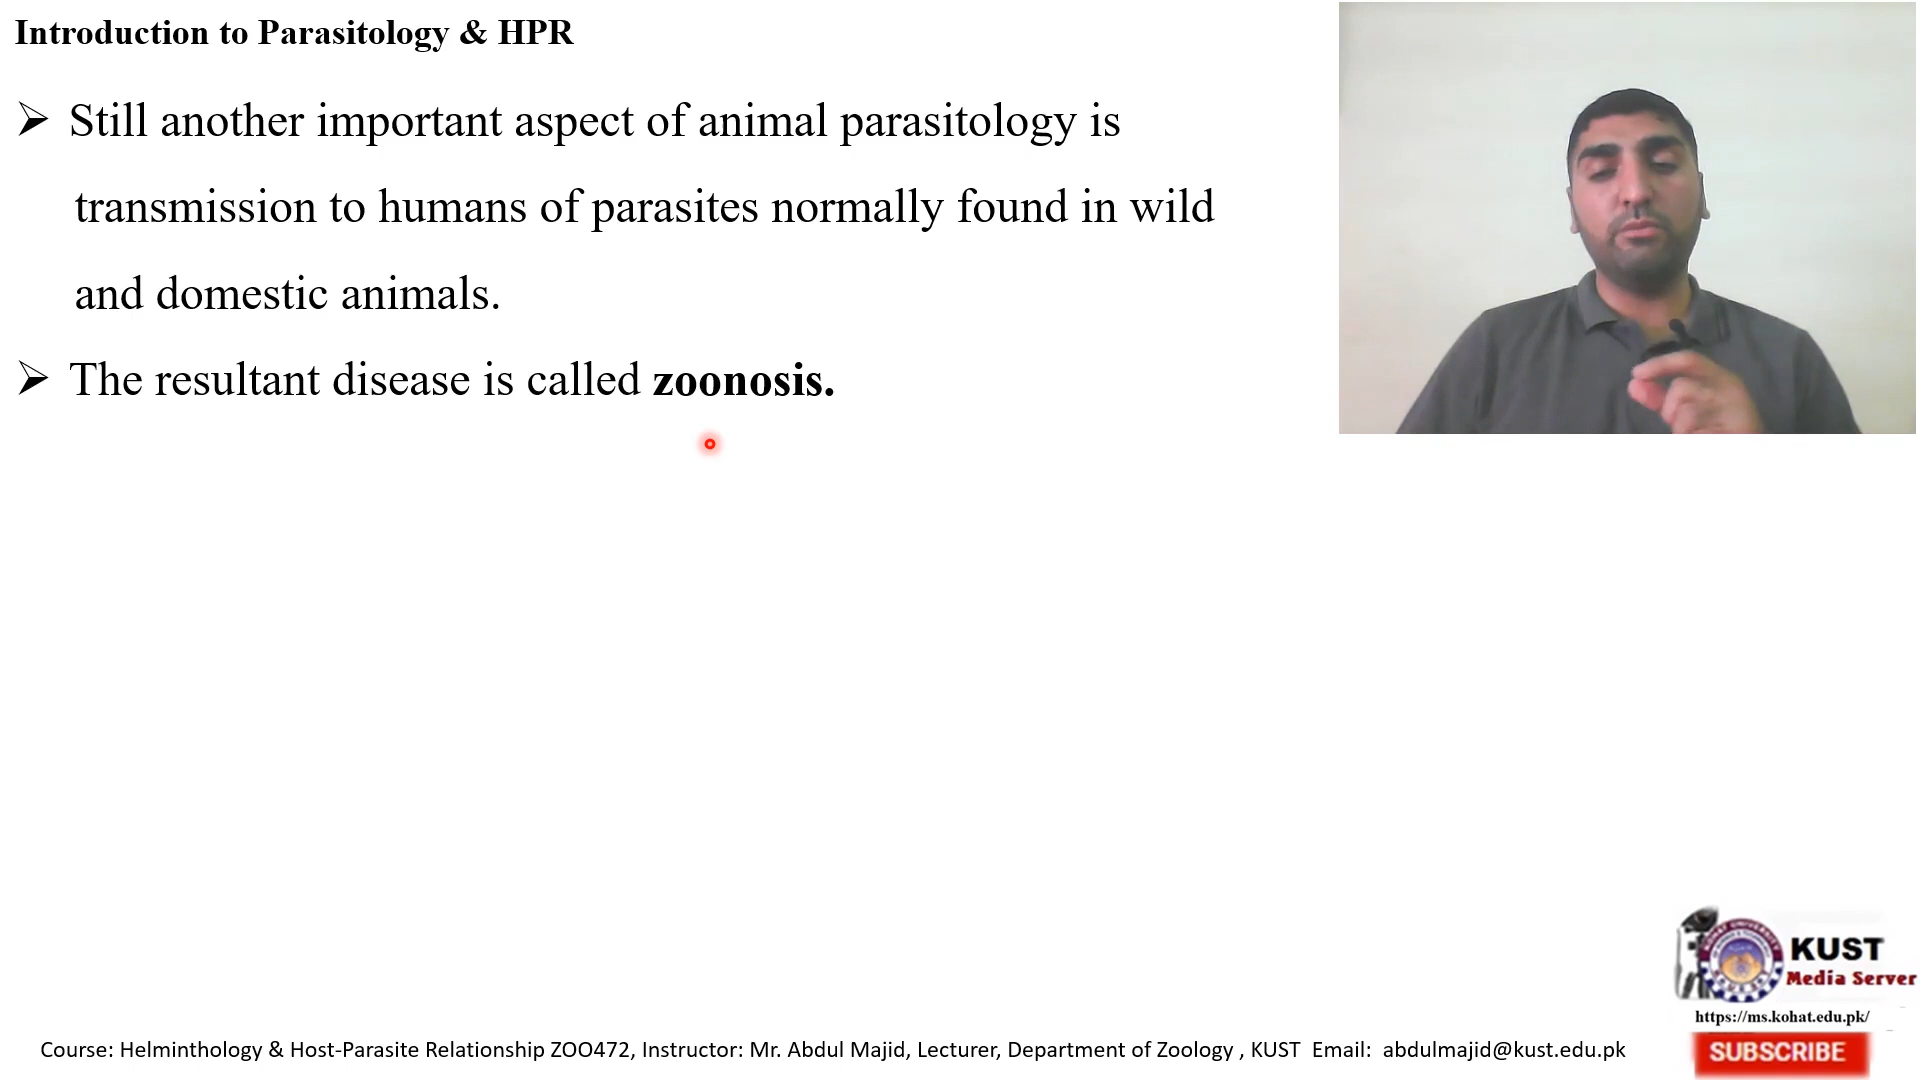 Introduction to Parasitology & HPR
➢ Still another important aspect of animal parasitology is
transmission to humans of parasites normally found in wild
and domestic animals.
➢ The resultant disease is called zoonosis.
KUST
Media Server
https://ms.kohat.edu.pk/
SUBSCRIBE
Course: Helminthology & Host-Parasite Relationship ZOO472, Instructor: Mr. Abdul Majid, Lecturer, Department of Zoology , KUST Email: abdulmajid@kust.edu.pk